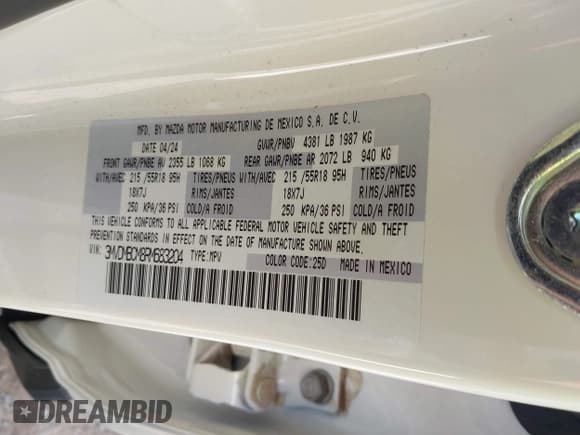 MFD. BY MAZDA MOTOR MANUFACTURING DE MEXICO S.A. DE C.V.
DATE 04/24 GVWR/PNBV 4381 LB 1987 KG
FRONT GAWR/PNBE AV 2355 LB 1068 KG REAR GAWR/PNBE AR 2072 LB 940 KG
WITH/AVEC 215 /55R18 95H TIRES/PNEUS WITH/AVEC 215 /55R18 95H TIRES/PNEUS
18X7J RIMS/JANTES 18X7J RIMS/JANTES
250 KPA/36 PSI COLD/A FROID 250 KPA/36 PSI COLD/A FROID
THIS VEHICLE CONFORMS TO ALL APPLICABLE FEDERAL MOTOR VEHICLE SAFETY AND THEFT
PREVENTION STANDARDS IN EFFECT ON THE DATE OF MANUFACTURE SHOWN ABOVE.
VIN: 3MVDMBCM8RM683204 TYPE: MPV COLOR CODE:25D MADE IN MEXICO
DREAMBID